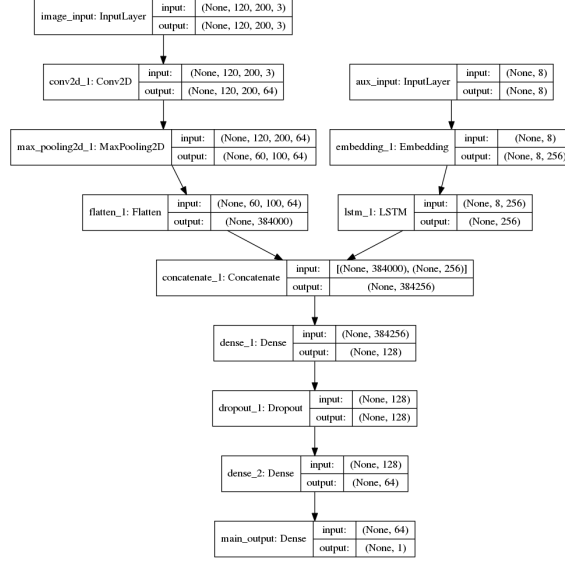 image_input: InputLayer
input: (None, 120, 200, 3)
output: (None, 120, 200, 3)
conv2d_1: Conv2D
input: (None, 120, 200, 3)
output: (None, 120, 200, 64)
aux_input: InputLayer
input: (None, 8)
output: (None, 8)
max_pooling2d_1: MaxPooling2D
input: (None, 120, 200, 64)
output: (None, 60, 100, 64)
embedding_1: Embedding
input: (None, 8)
output: (None, 8, 256)
flatten_1: Flatten
input: (None, 60, 100, 64)
output: (None, 384000)
lstm_1: LSTM
input: (None, 8, 256)
output: (None, 256)
concatenate_1: Concatenate
input: [(None, 384000), (None, 256)]
output: (None, 384256)
dense_1: Dense
input: (None, 384256)
output: (None, 128)
dropout_1: Dropout
input: (None, 128)
output: (None, 128)
dense_2: Dense
input: (None, 128)
output: (None, 64)
main_output: Dense
input: (None, 64)
output: (None, 1)